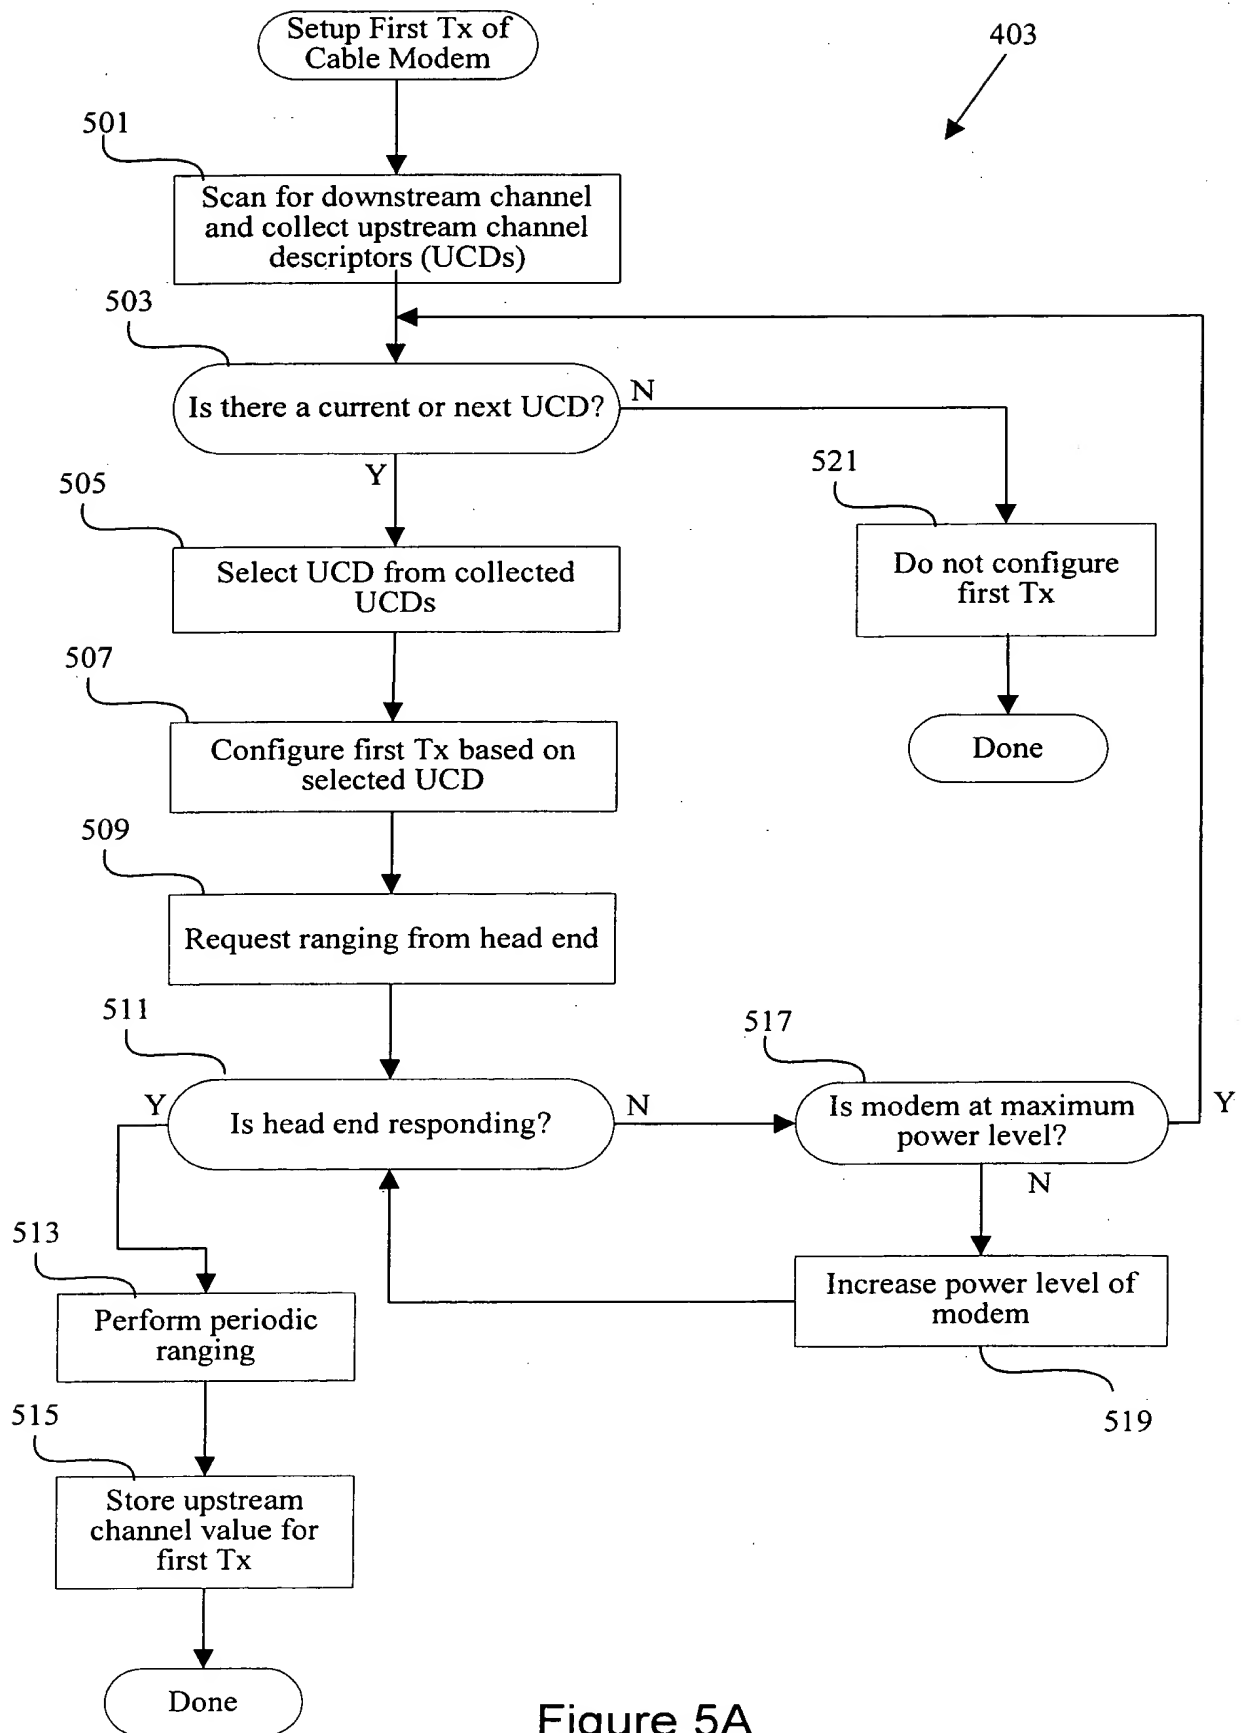 Setup First Tx of
Cable Modem
403
501
Scan for downstream channel
and collect upstream channel
descriptors (UCDs)
503
Is there a current or next UCD?
N
Y
505
Select UCD from collected
UCDs
521
Do not configure
first Tx
507
Configure first Tx based on
selected UCD
Done
509
Request ranging from head end
511
Y
Is head end responding?
N
517
Is modem at maximum
power level?
Y
N
513
Perform periodic
ranging
Increase power level of
modem
519
515
Store upstream
channel value for
first Tx
Done
Figure 5A